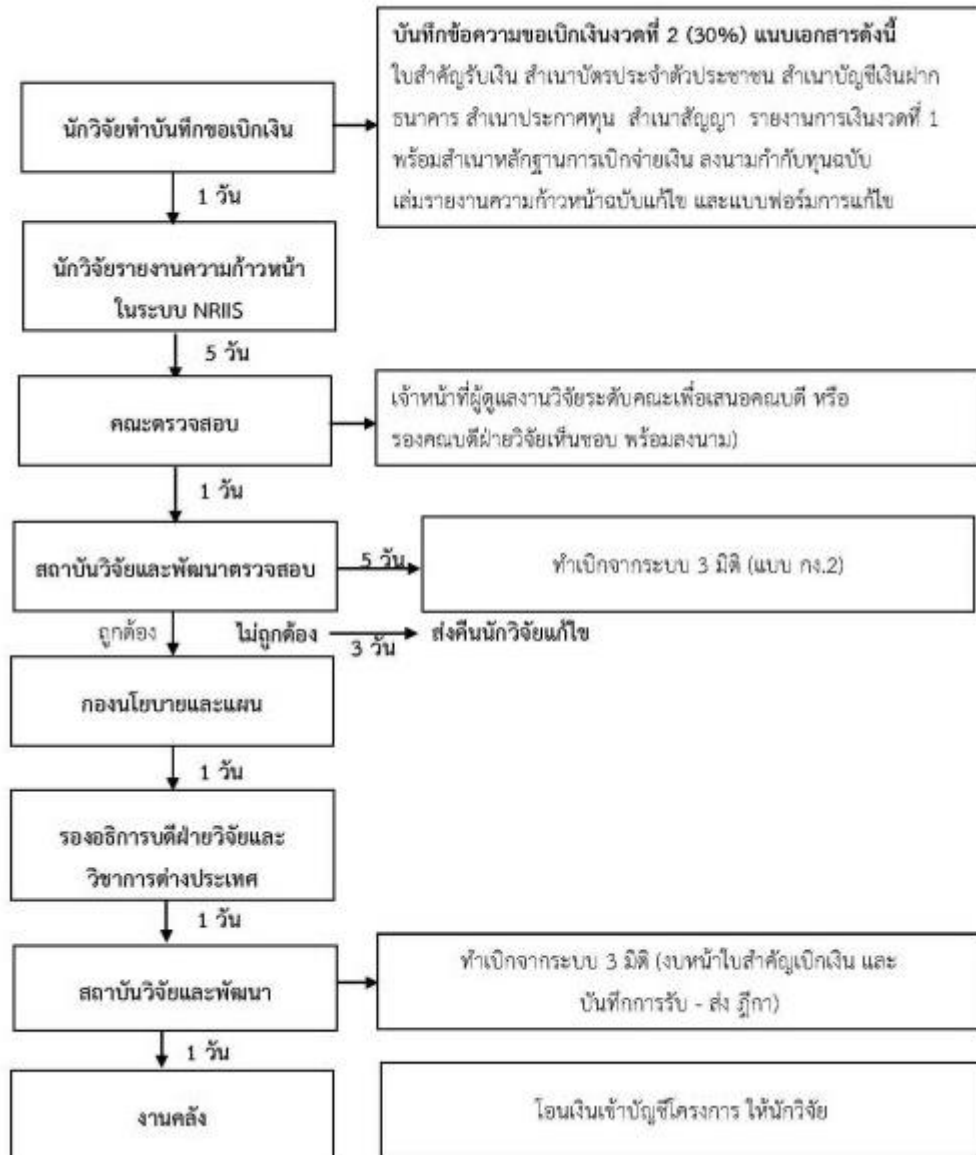 บันทึกข้อความขอเบิกเงินงวดที่ 2 (30%) แนบเอกสารดังนี้
ใบสำคัญรับเงิน สำเนาบัตรประจำตัวประชาชน สำเนาบัญชีเงินฝาก
ธนาคาร สำเนาประกาศทุน สำเนาสัญญา รายงานการเงินงวดที่ 1
พร้อมสำเนาหลักฐานการเบิกจ่ายเงิน ลงนามกำกับทุกฉบับ
เล่มรายงานความก้าวหน้าฉบับแก้ไข และแบบฟอร์มการแก้ไข
นักวิจัยทำบันทึกขอเบิกเงิน
1 วัน
นักวิจัยรายงานความก้าวหน้า
ในระบบ NRIIS
5 วัน
คณะตรวจสอบ
เจ้าหน้าที่ผู้ดูแลงานวิจัยระดับคณะเพื่อเสนอคณบดี หรือ
รองคณบดีฝ่ายวิจัยเห็นชอบ พร้อมลงนาม)
1 วัน
สถาบันวิจัยและพัฒนาตรวจสอบ
5 วัน
ทำเบิกจากระบบ 3 มิติ (แบบ กง.2)
ถูกต้อง
ไม่ถูกต้อง
3 วัน
ส่งคืนนักวิจัยแก้ไข
กองนโยบายและแผน
1 วัน
รองอธิการบดีฝ่ายวิจัยและ
วิชาการต่างประเทศ
1 วัน
สถาบันวิจัยและพัฒนา
ทำเบิกจากระบบ 3 มิติ (งบหน้าใบสำคัญเบิกเงิน และ
บันทึกการรับ - ส่ง ฎีกา)
1 วัน
งานคลัง
โอนเงินเข้าบัญชีโครงการ ให้นักวิจัย